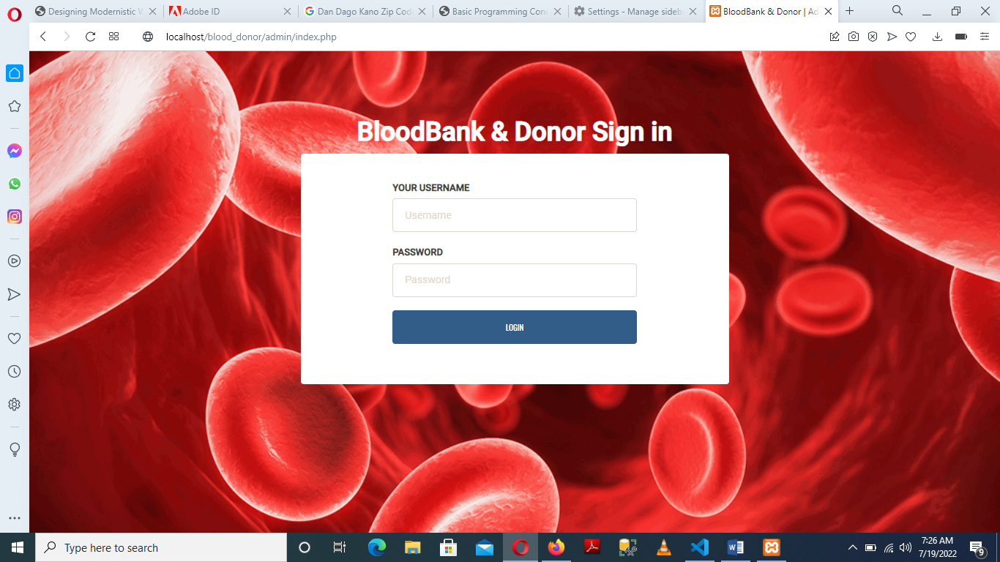 Designing Modernistic W
Adobe ID
Dan Dago Kano Zip Cod
Basic Programming Con
Settings - Manage sideb
BloodBank & Donor | Ad
localhost/blood_donor/admin/index.php
BloodBank & Donor Sign in
YOUR USERNAME
Username
PASSWORD
Password
LOGIN
Type here to search
7:26 AM
7/19/2022
9